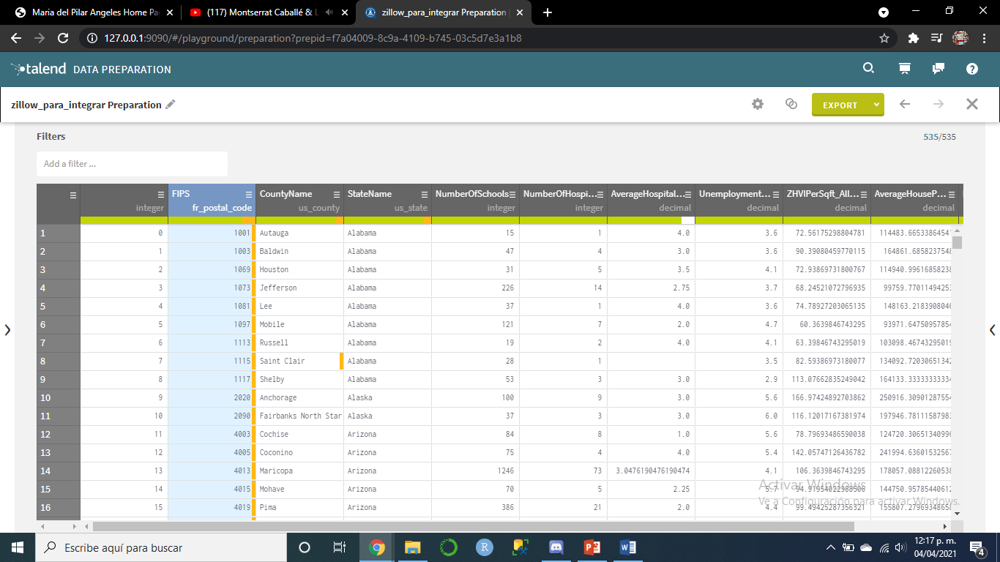 Maria del Pilar Angeles Home Pa
(117) Montserrat Caballé & L
zillow_para_integrar Preparation
127.0.0.1:9090/#/playground/preparation?prepid=f7a04009-8c9a-4109-b745-03c5d7e3a1b8
talend DATA PREPARATION
zillow_para_integrar Preparation
EXPORT
Filters
535/535
Add a filter ...
FIPS CountyName StateName NumberOfSchools NumberOfHospi... AverageHospital... Unemployment... ZHVIPerSqft_All... AverageHouseP...
integer fr_postal_code us_county us_state integer integer decimal decimal decimal decimal
1 0 1001 Autauga Alabama 15 1 4.0 3.6 72.56175298804781 114483.6653386454
2 1 1003 Baldwin Alabama 47 4 3.0 3.6 90.39080459770115 164861.685823754
3 2 1069 Houston Alabama 31 5 3.5 4.1 72.93869731800767 114940.9961685823
4 3 1073 Jefferson Alabama 226 14 2.75 3.7 68.24521072796935 99759.7701149425
5 4 1081 Lee Alabama 37 1 4.0 3.6 74.78927203065135 148163.218390804
6 5 1097 Mobile Alabama 121 7 2.0 4.7 60.3639846743295 93971.6475095785
7 6 1113 Russell Alabama 19 2 4.0 4.1 63.39846743295019 103098.4674329501
8 7 1115 Saint Clair Alabama 28 1 3.5 82.59386973180077 134092.7203065134
9 8 1117 Shelby Alabama 53 3 3.0 2.9 113.07662835249042 164133.3333333333
10 9 2020 Anchorage Alaska 100 9 3.0 5.6 166.97424892703862 250916.3090128755
11 10 2090 Fairbanks North Star Alaska 37 3 3.0 6.0 116.12017167381974 197946.7811158798
12 11 4003 Cochise Arizona 84 8 1.0 5.6 78.79693486590038 124720.306513409
13 12 4005 Coconino Arizona 75 4 4.0 5.4 142.05747126436782 241994.6360153256
14 13 4013 Maricopa Arizona 1246 73 3.0476190476190474 4.1 106.3639846743295 178057.0881226053
15 14 4015 Mohave Arizona 70 5 2.25 5.7 94.91954022988506 144750.9578544061
16 15 4019 Pima Arizona 386 21 2.0 4.4 99.4942528735632 155807.279693486
Activar Windows
Ve a Configuración para activar Windows.
Escribe aquí para buscar
12:17 p. m.
04/04/2021
4